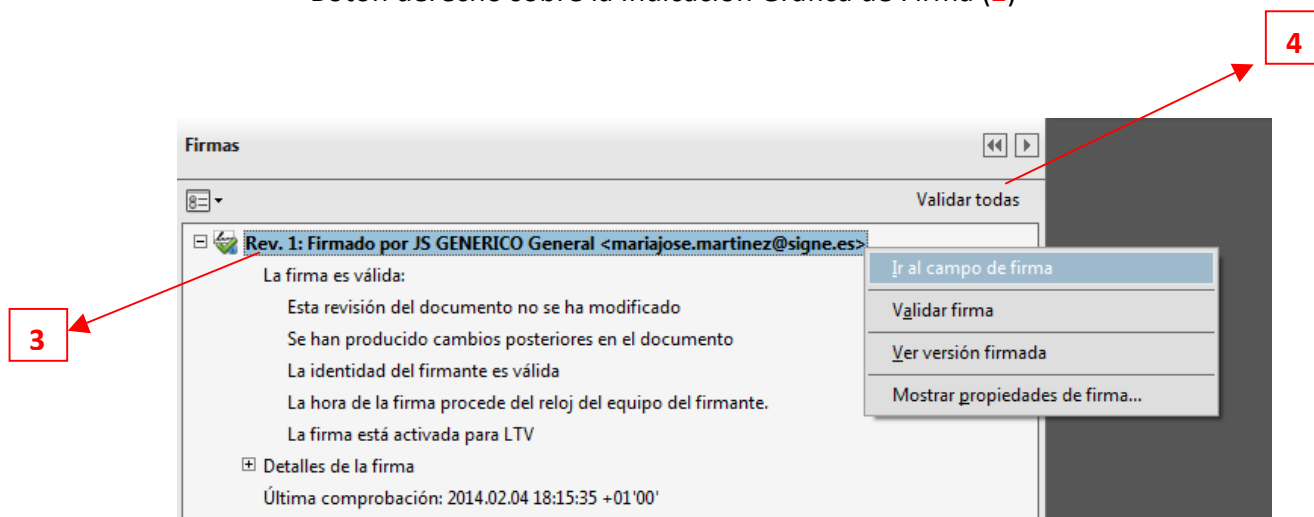 4
Firmas
Validar todas
Rev. 1: Firmado por JS GENERICO General <mariajose.martinez@signe.es>
La firma es válida:
Esta revisión del documento no se ha modificado
Se han producido cambios posteriores en el documento
La identidad del firmante es válida
La hora de la firma procede del reloj del equipo del firmante.
La firma está activada para LTV
Detalles de la firma
Última comprobación: 2014.02.04 18:15:35 +01'00'
Ir al campo de firma
Validar firma
Ver versión firmada
Mostrar propiedades de firma...
3